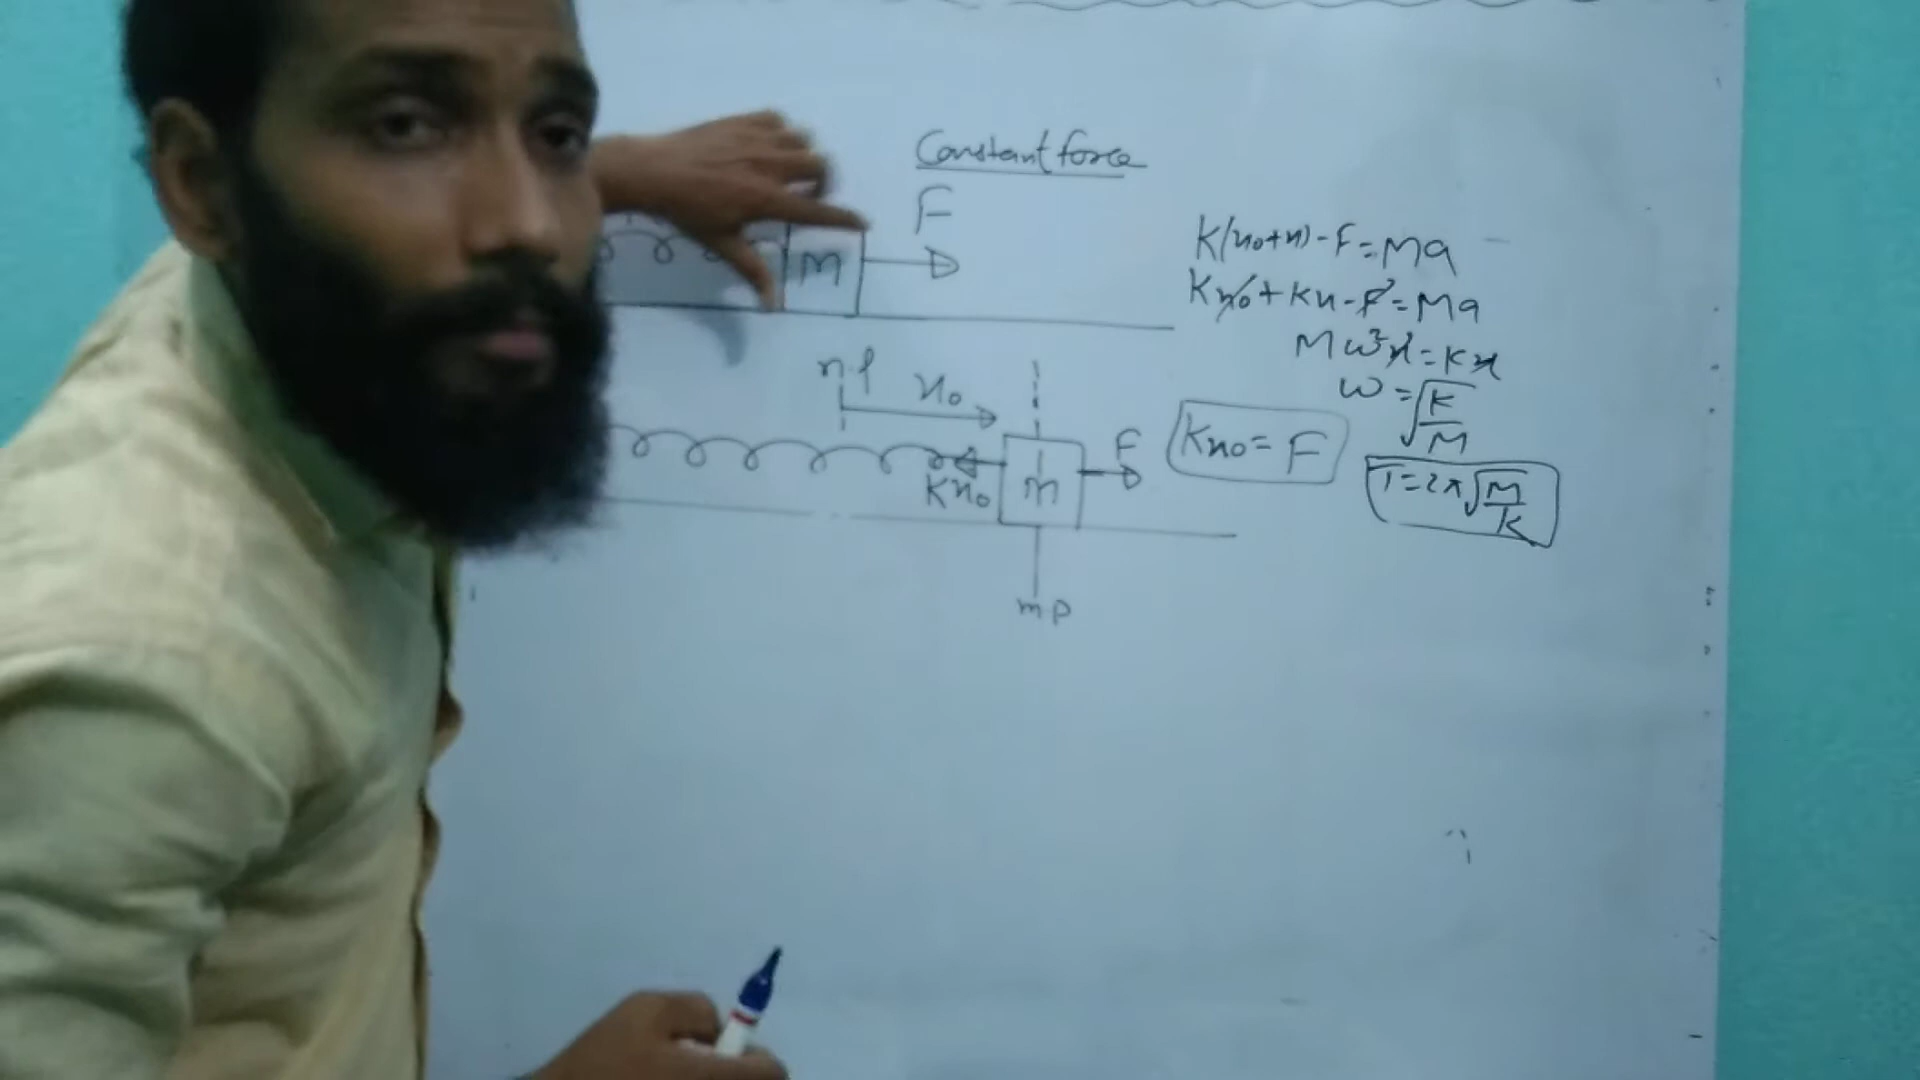 Constant force
F
m
K(x₀+x)-F=Ma
Kx₀+Kx-F=Ma
Mω²x=Kx
ω=√K/M
T=2π√M/K
n.l
x₀
F
Kx₀
m
Kx₀=F
m.p